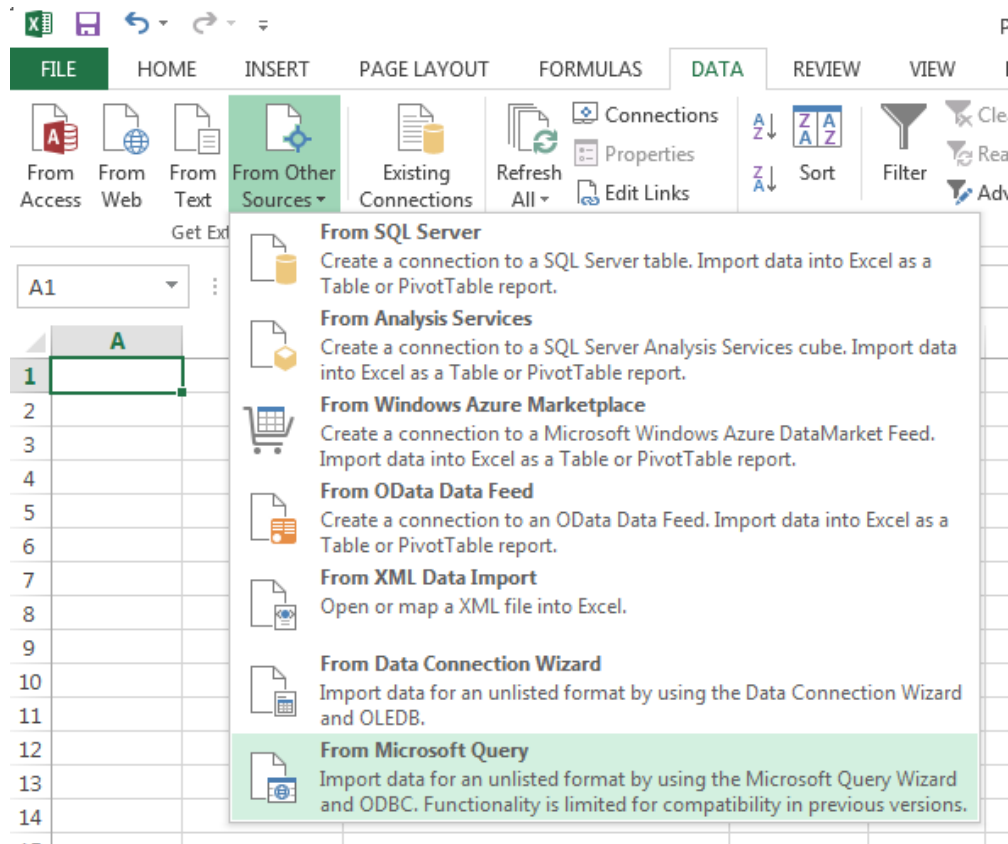 FILE HOME INSERT PAGE LAYOUT FORMULAS DATA REVIEW VIEW
From Access
From Web
From Text
From Other Sources
Existing Connections
Refresh All
Connections
Properties
Edit Links
A Z
Z A
Z A
A Z
Sort
Filter
Get
A1
A
1
2
3
4
5
6
7
8
9
10
11
12
13
14
From SQL Server
Create a connection to a SQL Server table. Import data into Excel as a
Table or PivotTable report.
From Analysis Services
Create a connection to a SQL Server Analysis Services cube. Import data
into Excel as a Table or PivotTable report.
From Windows Azure Marketplace
Create a connection to a Microsoft Windows Azure DataMarket Feed.
Import data into Excel as a Table or PivotTable report.
From OData Data Feed
Create a connection to an OData Data Feed. Import data into Excel as a
Table or PivotTable report.
From XML Data Import
Open or map a XML file into Excel.
From Data Connection Wizard
Import data for an unlisted format by using the Data Connection Wizard
and OLEDB.
From Microsoft Query
Import data for an unlisted format by using the Microsoft Query Wizard
and ODBC. Functionality is limited for compatibility in previous versions.